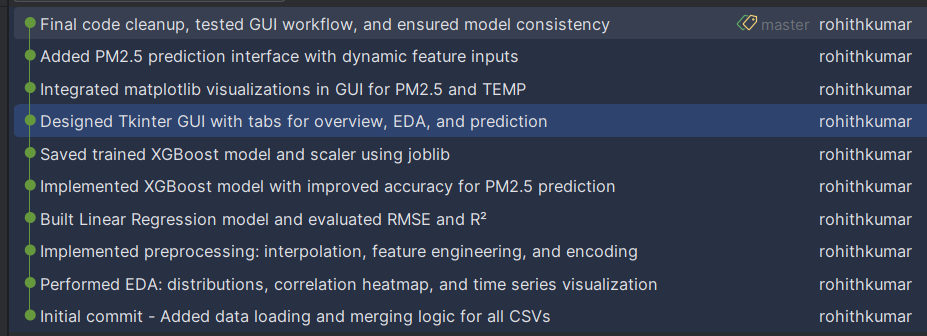 Final code cleanup, tested GUI workflow, and ensured model consistency master rohithkumar
Added PM2.5 prediction interface with dynamic feature inputs rohithkumar
Integrated matplotlib visualizations in GUI for PM2.5 and TEMP rohithkumar
Designed Tkinter GUI with tabs for overview, EDA, and prediction rohithkumar
Saved trained XGBoost model and scaler using joblib rohithkumar
Implemented XGBoost model with improved accuracy for PM2.5 prediction rohithkumar
Built Linear Regression model and evaluated RMSE and R² rohithkumar
Implemented preprocessing: interpolation, feature engineering, and encoding rohithkumar
Performed EDA: distributions, correlation heatmap, and time series visualization rohithkumar
Initial commit - Added data loading and merging logic for all CSVs rohithkumar